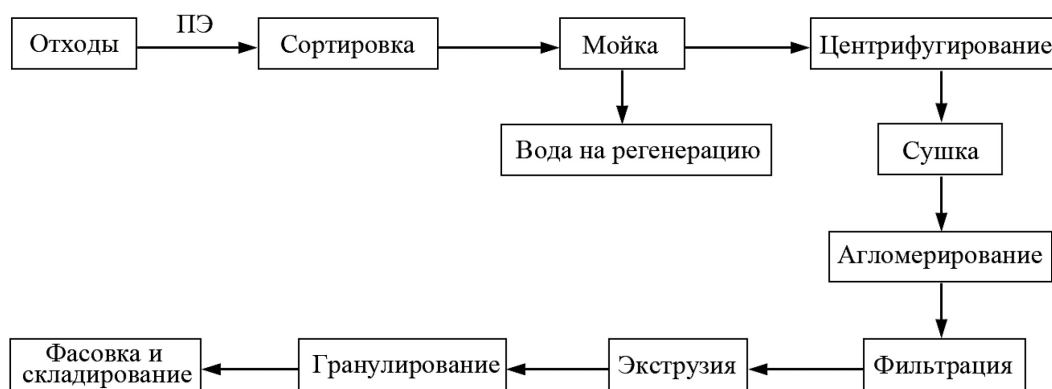 ПЭ
Отходы
Сортировка
Мойка
Центрифугирование
Вода на регенерацию
Сушка
Агломерирование
Фасовка и
складирование
Гранулирование
Экструзия
Фильтрация